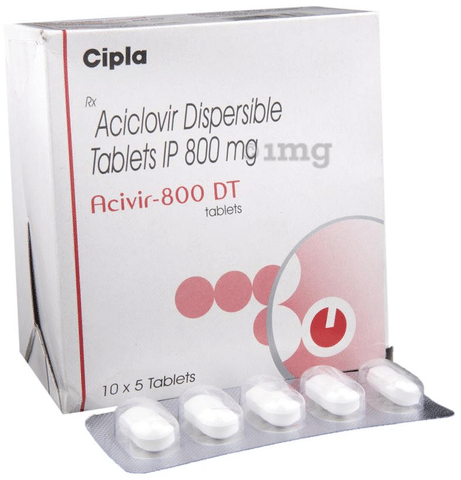 Cipla
Rx
Aciclovir Dispersible
Tablets IP 800 mg
1mg
Acivir-800 DT
tablets
10 x 5 Tablets